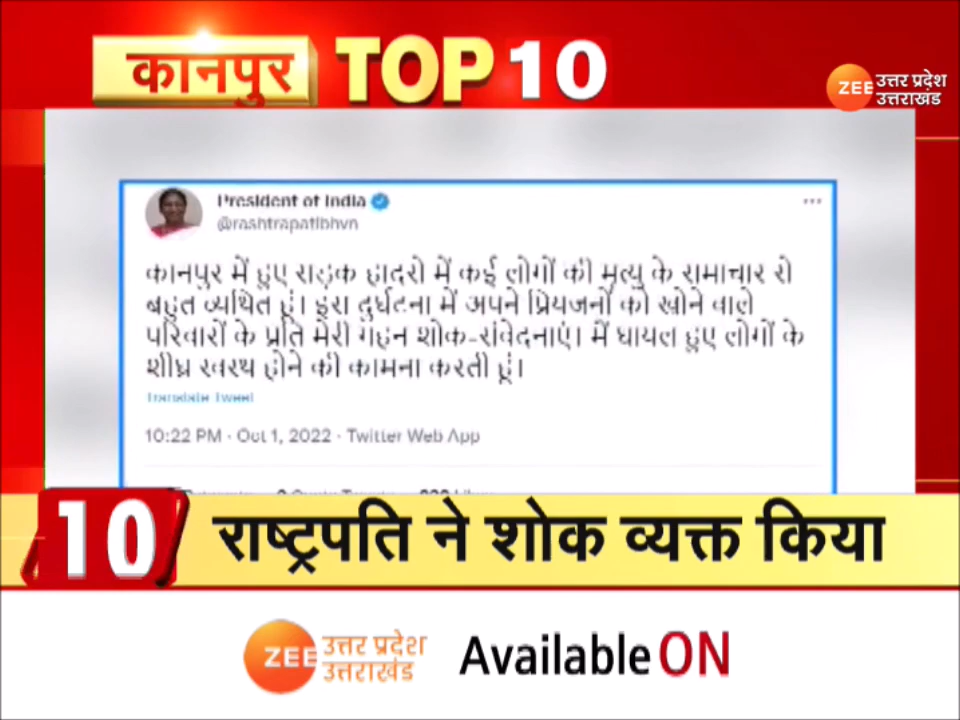 कानपुर TOP 10
ZEE उत्तर प्रदेश
उत्तराखंड
President of India
@rashtrapatibhvn
कानपुर में हुए सड़क हादसे में कई लोगों की मृत्यु के समाचार से
बहुत व्यथित हूं। इस दुर्घटना में अपने प्रियजनों को खोने वाले
परिवारों के प्रति मेरी गहन शोक-संवेदनाएं। मैं घायल हुए लोगों के
शीघ्र स्वस्थ होने की कामना करती हूं।
Translate Tweet
10:22 PM · Oct 1, 2022 · Twitter Web App
10 राष्ट्रपति ने शोक व्यक्त किया
ZEE उत्तर प्रदेश
उत्तराखंड
Available ON